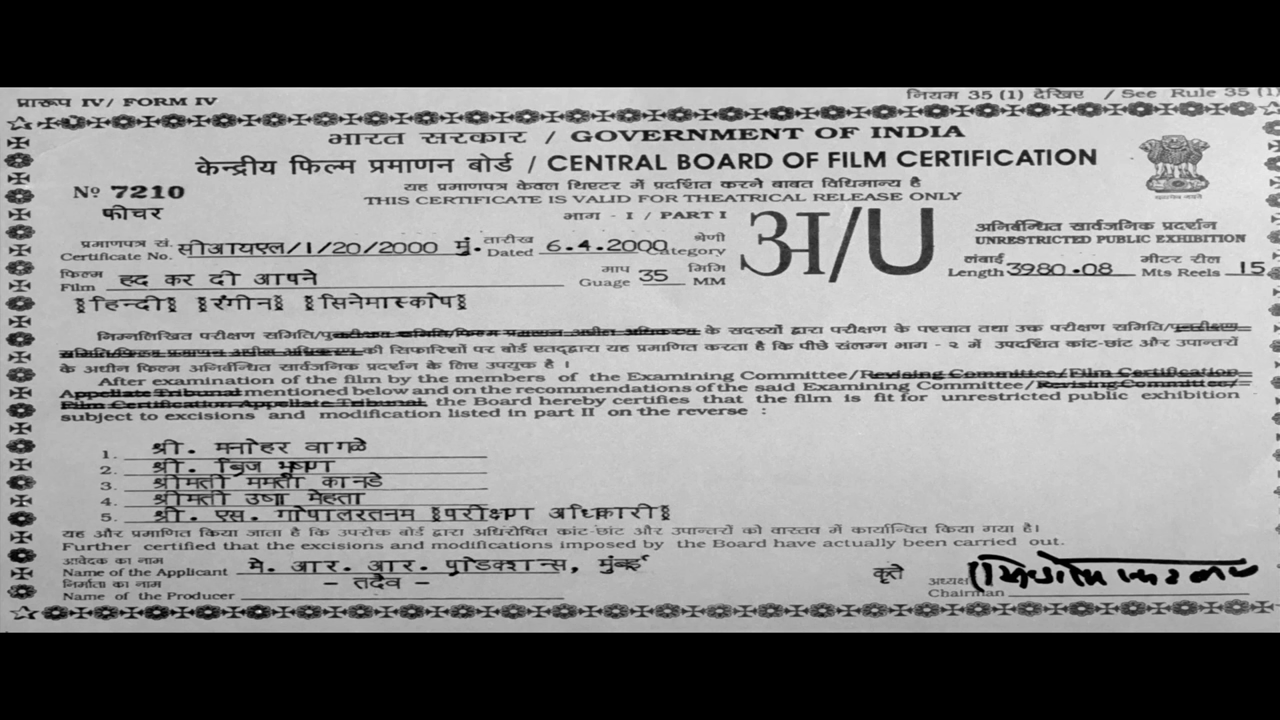 प्रारूप IV / FORM IV
नियम 35 (1) देखिए / See Rule 35 (1)
भारत सरकार / GOVERNMENT OF INDIA
केन्द्रीय फिल्म प्रमाणन बोर्ड / CENTRAL BOARD OF FILM CERTIFICATION
Nº 7210
यह प्रमाणपत्र केवल थिएटर में प्रदर्शित करने बाबत विधिमान्य है
THIS CERTIFICATE IS VALID FOR THEATRICAL RELEASE ONLY
फीचर
भाग - I / PART I
प्रमाणपत्र सं. Certificate No. सीआयएल/1/20/2000 मुं. तारीख Dated 6.4.2000 श्रेणी Category अ/U
अनिर्बन्धित सार्वजनिक प्रदर्शन
UNRESTRICTED PUBLIC EXHIBITION
फिल्म Film हद कर दी आपने माप Guage 35 मिमि MM लंबाई Length 3980.08 मीटर रील Mts Reels 15
हिन्दी रंगीन सिनेमास्कोप
निम्नलिखित परीक्षण समिति/पुनरीक्षण समिति/फिल्म प्रमाणन अपील अधिकरण के सदस्यों द्वारा परीक्षण के पश्चात तथा उक्त परीक्षण समिति/पुनरीक्षण
समिति/फिल्म प्रमाणन अपील अधिकरण की सिफारिशों पर बोर्ड एतद्द्वारा यह प्रमाणित करता है कि पीछे संलग्न भाग - २ में उपदर्शित कांट-छांट और उपान्तरों
के अधीन फिल्म अनिर्बन्धित सार्वजनिक प्रदर्शन के लिए उपयुक्त है ।
After examination of the film by the members of the Examining Committee/Revising Committee/Film Certification
Appellate Tribunal mentioned below and on the recommendations of the said Examining Committee/Revising Committee/
Film Certification Appellate Tribunal, the Board hereby certifies that the film is fit for unrestricted public exhibition
subject to excisions and modification listed in part II on the reverse :
1. श्री. मनोहर वागळे
2. श्री. ब्रिज भूषण
3. श्रीमती ममता कानडे
4. श्रीमती उषा मेहता
5. श्री. एस. गोपालरतनम परीक्षण अधिकारी
यह और प्रमाणित किया जाता है कि उपरोक्त बोर्ड द्वारा अधिरोपित कांट-छांट और उपान्तरों को वास्तव में कार्यान्वित किया गया है।
Further certified that the excisions and modifications imposed by the Board have actually been carried out.
आवेदक का नाम
Name of the Applicant मे. आर. आर. आर. प्रोडक्शन्स, मुंबई
निर्माता का नाम
Name of the Producer - तदैव -
कृते अध्यक्ष
Chairman